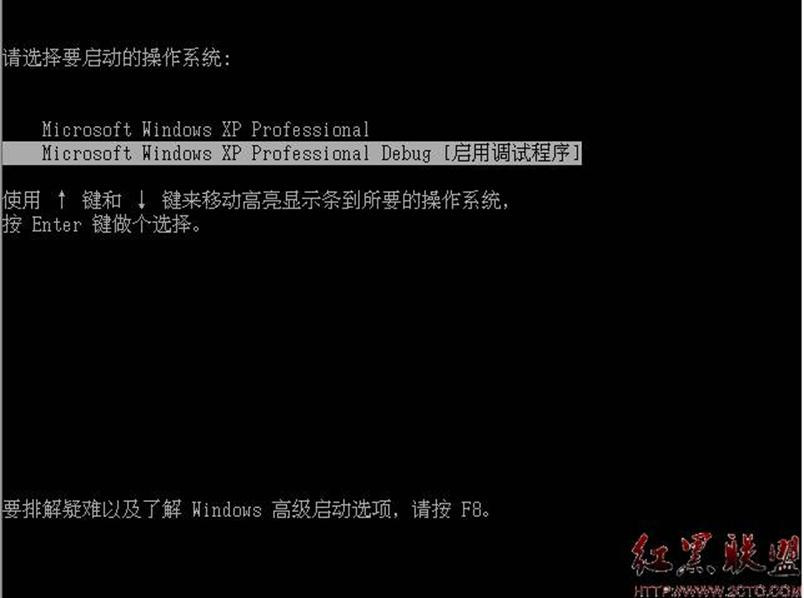 请选择要启动的操作系统:
Microsoft Windows XP Professional
Microsoft Windows XP Professional Debug [启用调试程序]
使用 ↑ 键和 ↓ 键来移动高亮显示条到所要的操作系统,
按 Enter 键做个选择。
要排解疑难以及了解 Windows 高级启动选项, 请按 F8。
红黑联盟
HTTP://WWW.2CTO.COM